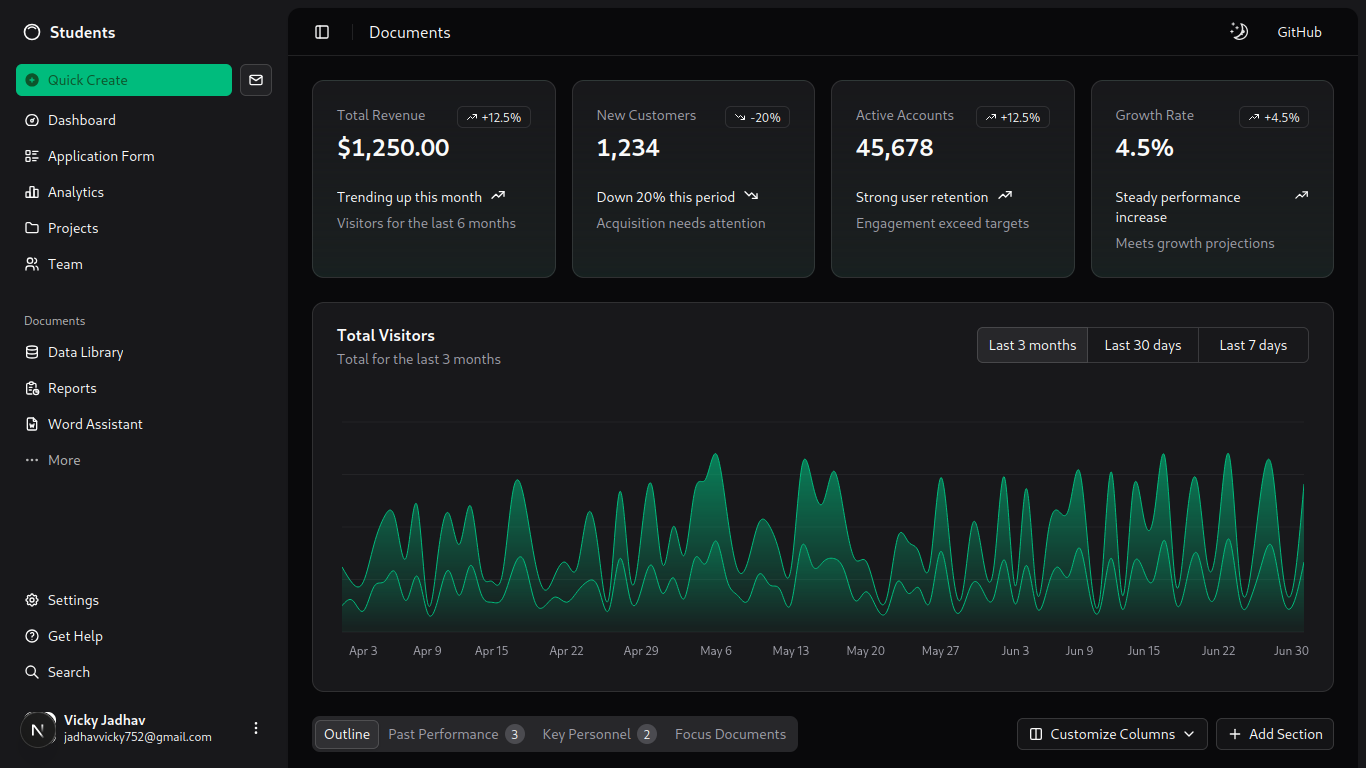 Students
Quick Create
Dashboard
Application Form
Analytics
Projects
Team
Documents
Data Library
Reports
Word Assistant
More
Settings
Get Help
Search
Vicky Jadhav
jadhavvicky752@gmail.com
Documents
GitHub
Total Revenue
+12.5%
$1,250.00
Trending up this month
Visitors for the last 6 months
New Customers
-20%
1,234
Down 20% this period
Acquisition needs attention
Active Accounts
+12.5%
45,678
Strong user retention
Engagement exceed targets
Growth Rate
+4.5%
4.5%
Steady performance
increase
Meets growth projections
Total Visitors
Total for the last 3 months
Last 3 months Last 30 days Last 7 days
Apr 3 Apr 9 Apr 15 Apr 22 Apr 29 May 6 May 13 May 20 May 27 Jun 3 Jun 9 Jun 15 Jun 22 Jun 30
Outline Past Performance 3 Key Personnel 2 Focus Documents
Customize Columns
Add Section